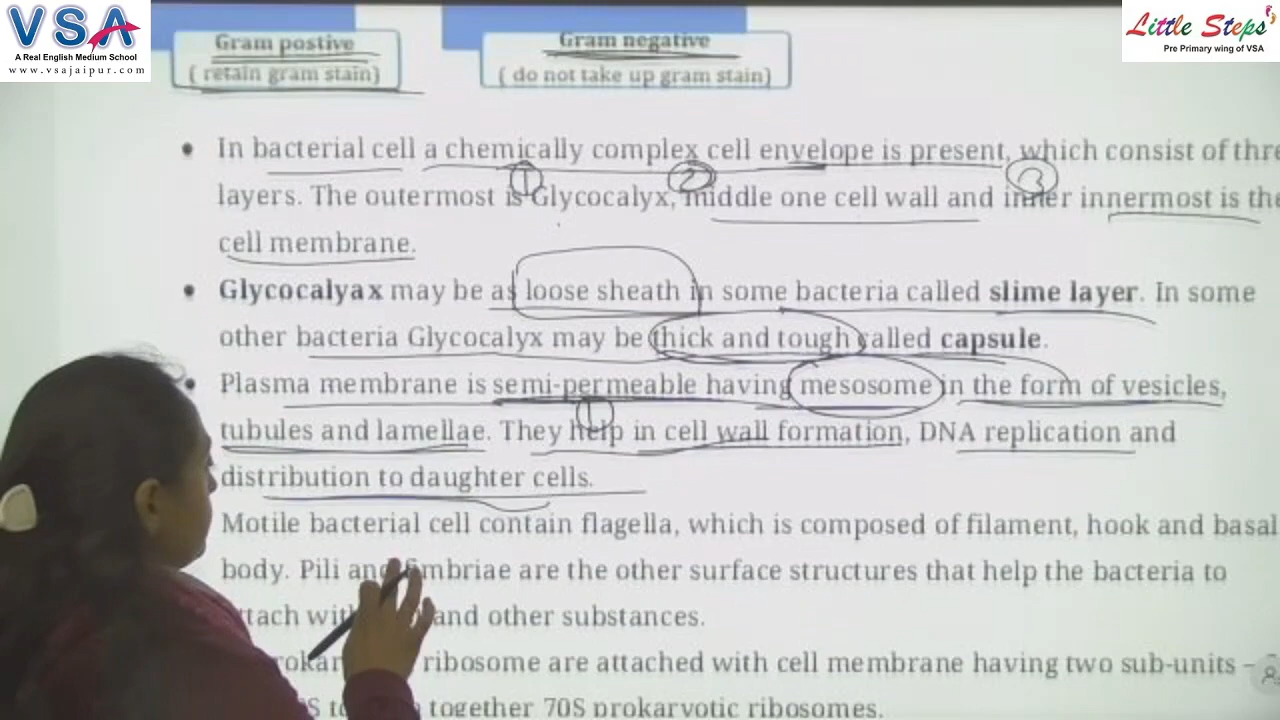 VSA
A Real English Medium School
www.vsajaipur.com
Little Steps
Pre Primary wing of VSA
Gram postive
( retain gram stain)
Gram negative
( do not take up gram stain)
• In bacterial cell a chemically complex cell envelope is present, which consist of thre
1 2 3
layers. The outermost is Glycocalyx, middle one cell wall and inner innermost is the
cell membrane.
• Glycocalyax may be as loose sheath in some bacteria called slime layer. In some
other bacteria Glycocalyx may be thick and tough called capsule.
• Plasma membrane is semi-permeable having mesosome in the form of vesicles,
1
tubules and lamellae. They help in cell wall formation, DNA replication and
distribution to daughter cells.
Motile bacterial cell contain flagella, which is composed of filament, hook and basal
body. Pili and fimbriae are the other surface structures that help the bacteria to
ttach with and other substances.
ribosome are attached with cell membrane having two sub-units –
together 70S prokaryotic ribosomes.